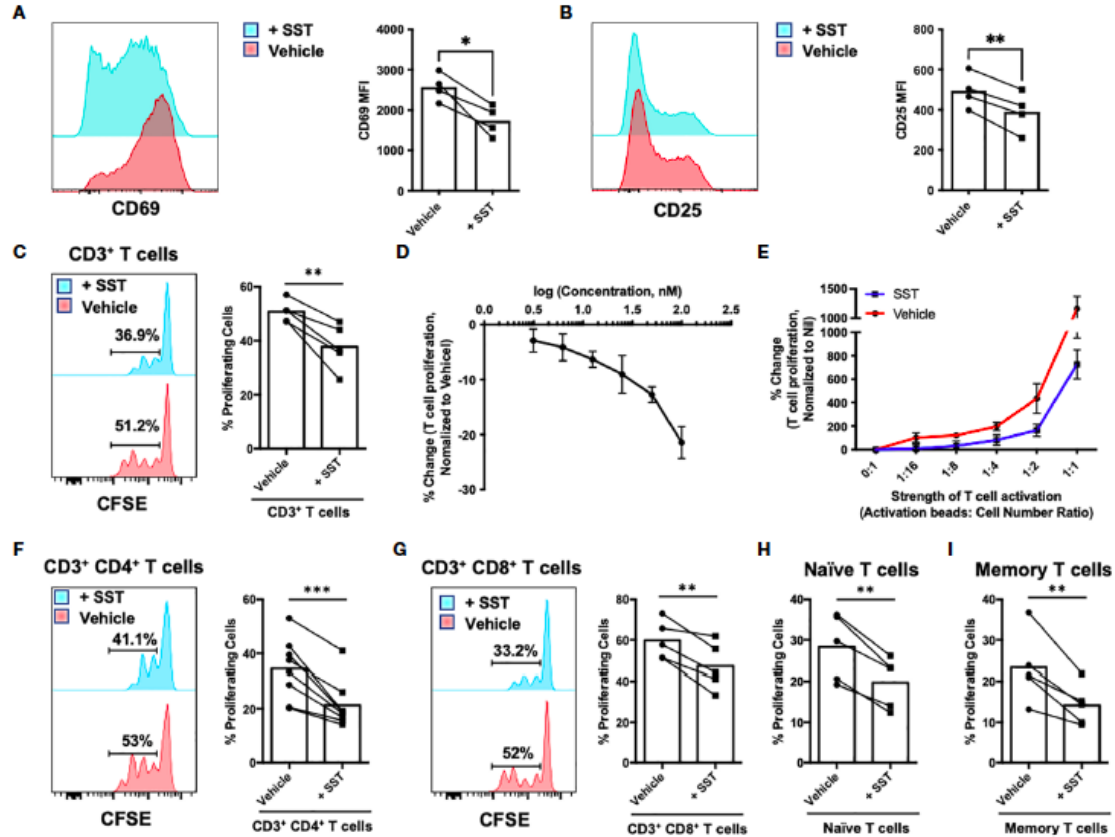 A
+ SST
Vehicle
CD69
4000
3000
2000
1000
0
CD69 MFI
*
Vehicle
+ SST
B
+ SST
Vehicle
CD25
800
600
400
200
0
CD25 MFI
**
Vehicle
+ SST
C
CD3+ T cells
+ SST
Vehicle
36.9%
51.2%
CFSE
60
40
20
0
% Proliferating Cells
**
Vehicle
+ SST
CD3+ T cells
D
log (Concentration, nM)
0.0 0.5 1.0 1.5 2.0 2.5
0
-10
-20
-30
% Change (T cell proliferation,
Nomalized to Vehicel)
E
SST
Vehicle
1500
1250
1000
800
600
400
200
0
% Change
(T cell proliferation,
Nomalized to Nil)
0:1 1:16 1:8 1:4 1:2 1:1
Strength of T cell activation
(Activation beads: Cell Number Ratio)
F
CD3+ CD4+ T cells
+ SST
Vehicle
41.1%
53%
CFSE
60
40
20
0
% Proliferating Cells
***
Vehicle
+ SST
CD3+ CD4+ T cells
G
CD3+ CD8+ T cells
+ SST
Vehicle
33.2%
52%
CFSE
80
60
40
20
0
% Proliferating Cells
**
Vehicle
+ SST
CD3+ CD8+ T cells
H
Naïve T cells
40
30
20
10
0
% Proliferating Cells
**
Vehicle
+ SST
Naïve T cells
I
Memory T cells
40
30
20
10
0
% Proliferating Cells
**
Vehicle
+ SST
Memory T cells